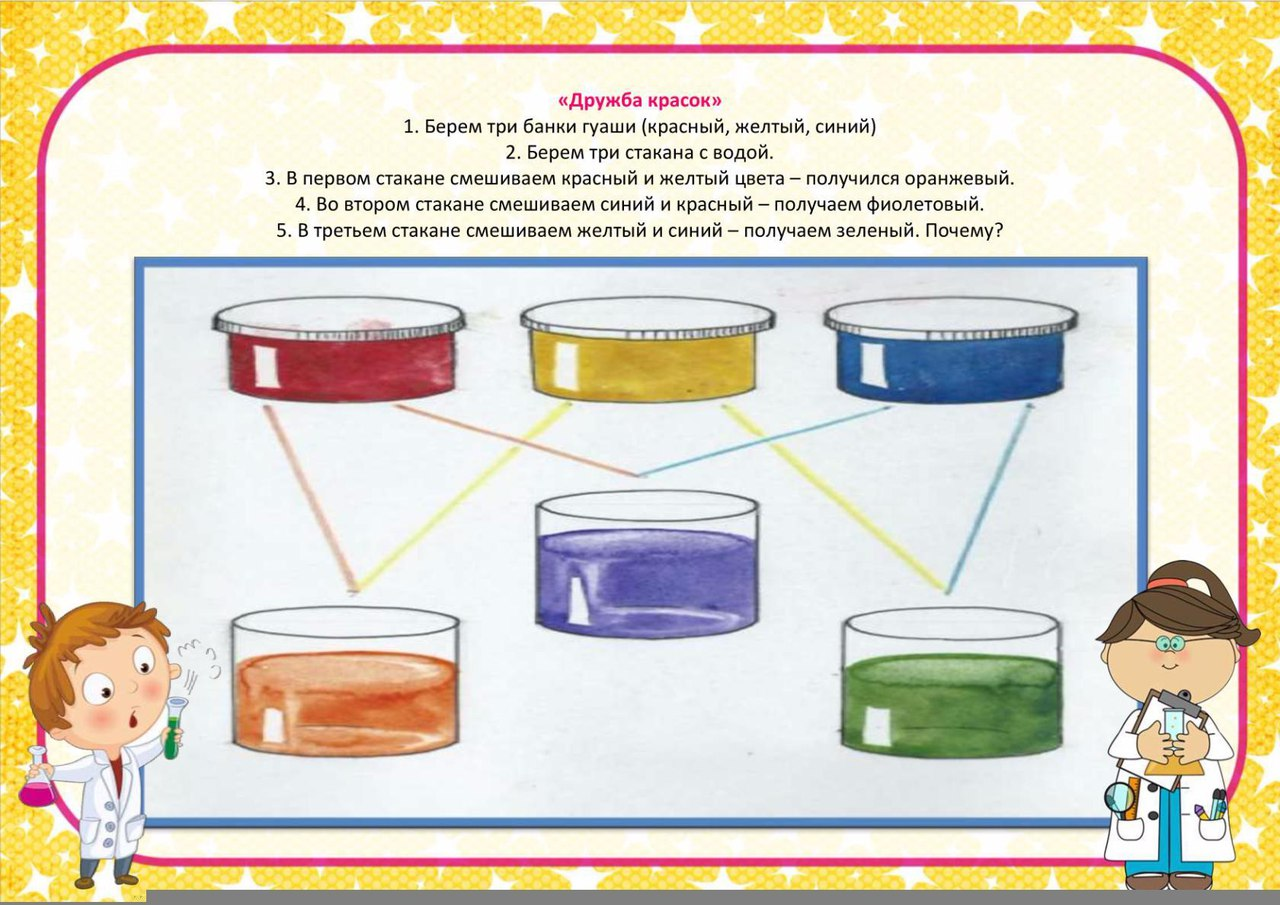 «Дружба красок»
1. Берем три банки гуаши (красный, желтый, синий)
2. Берем три стакана с водой.
3. В первом стакане смешиваем красный и желтый цвета – получился оранжевый.
4. Во втором стакане смешиваем синий и красный – получаем фиолетовый.
5. В третьем стакане смешиваем желтый и синий – получаем зеленый. Почему?